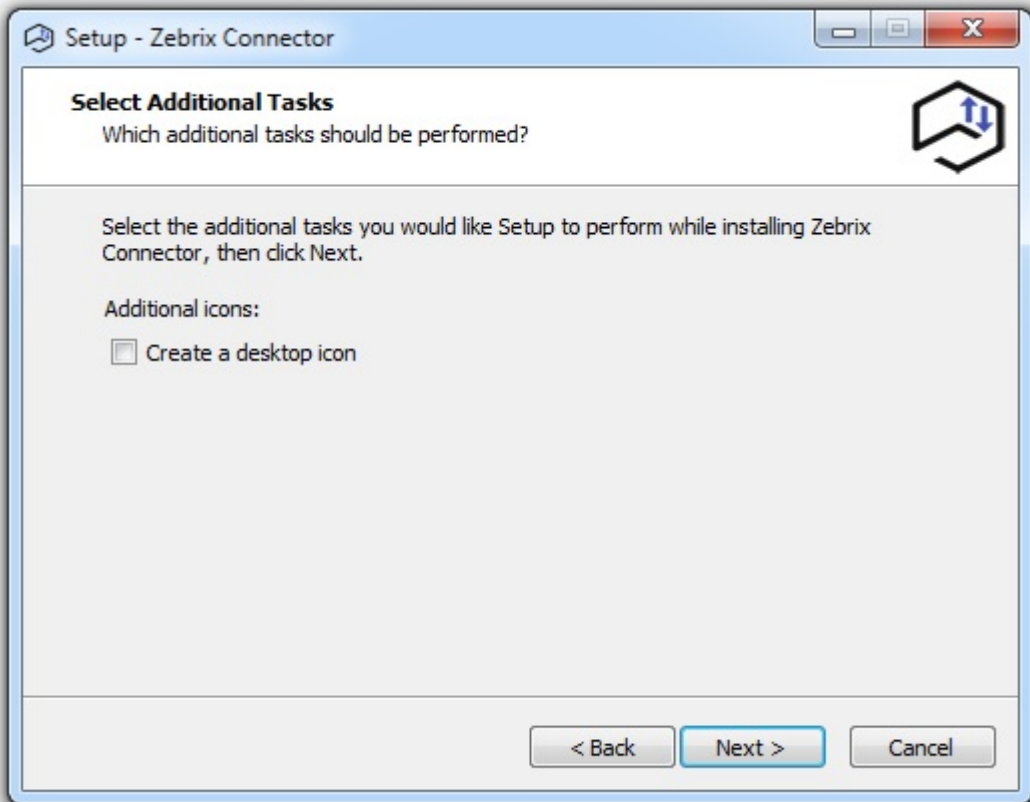 Setup - Zebrix Connector
Select Additional Tasks
Which additional tasks should be performed?
Select the additional tasks you would like Setup to perform while installing Zebrix
Connector, then click Next.
Additional icons:
Create a desktop icon
< Back
Next >
Cancel